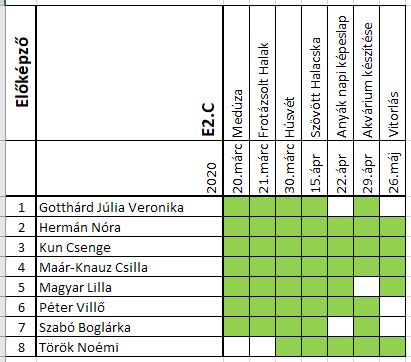 Előképző
E2.C
2020
20.márc Medúza
21.márc Frotázsolt Halak
30.márc Húsvét
15.ápr Szövött Halacska
22.ápr Anyák napi képeslap
29.ápr Akvárium készítése
26.máj Vitorlás
1 Gotthárd Júlia Veronika
2 Hermán Nóra
3 Kun Csenge
4 Maár-Knauz Csilla
5 Magyar Lilla
6 Péter Villő
7 Szabó Boglárka
8 Török Noémi